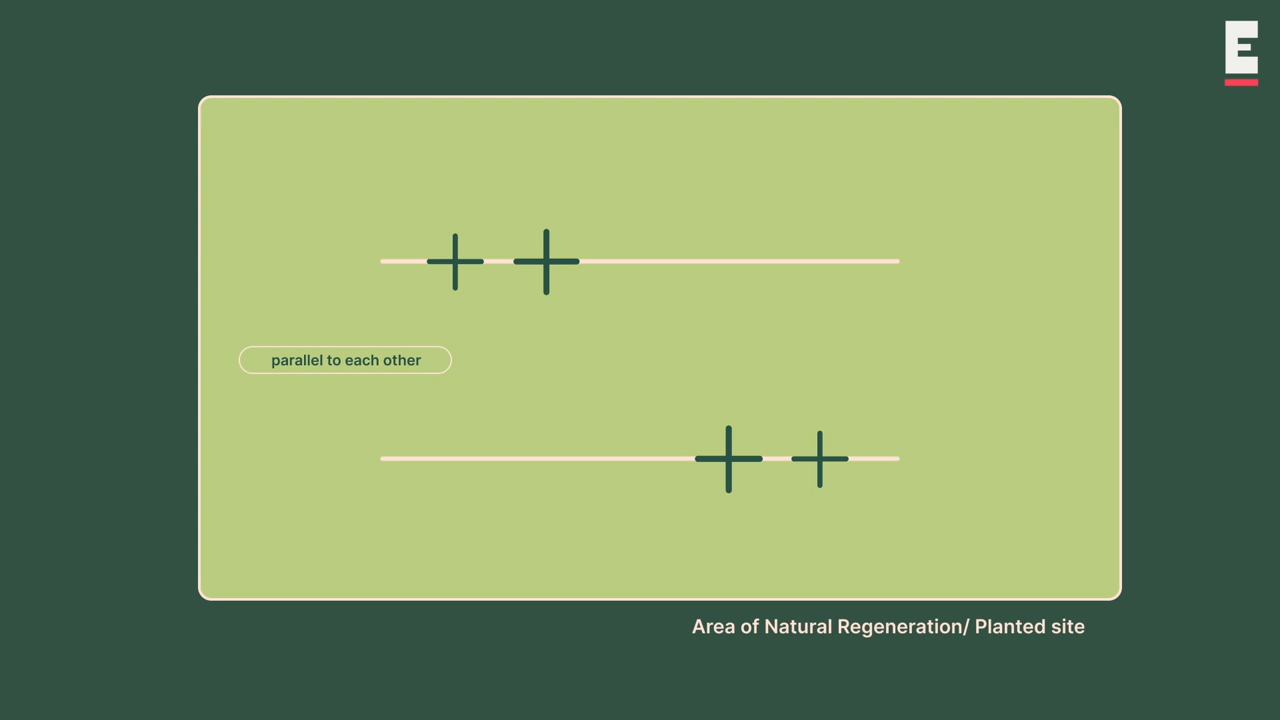 E
parallel to each other
Area of Natural Regeneration/ Planted site